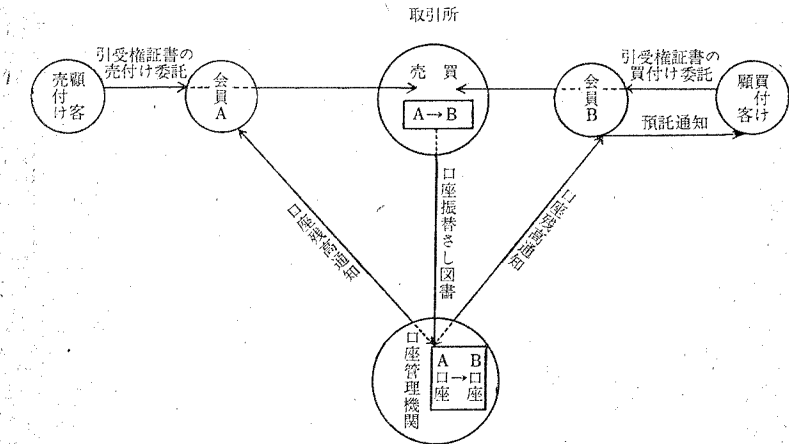 取引所
引受権証書の
売付け委託
引受権証書の
買付け委託
顧客
売付け
会員A
売買
A→B
会員B
買付け
顧客
預託通知
口座振替さし図書
口座残高通知
口座残高通知
口座管理機関
A口座→B口座